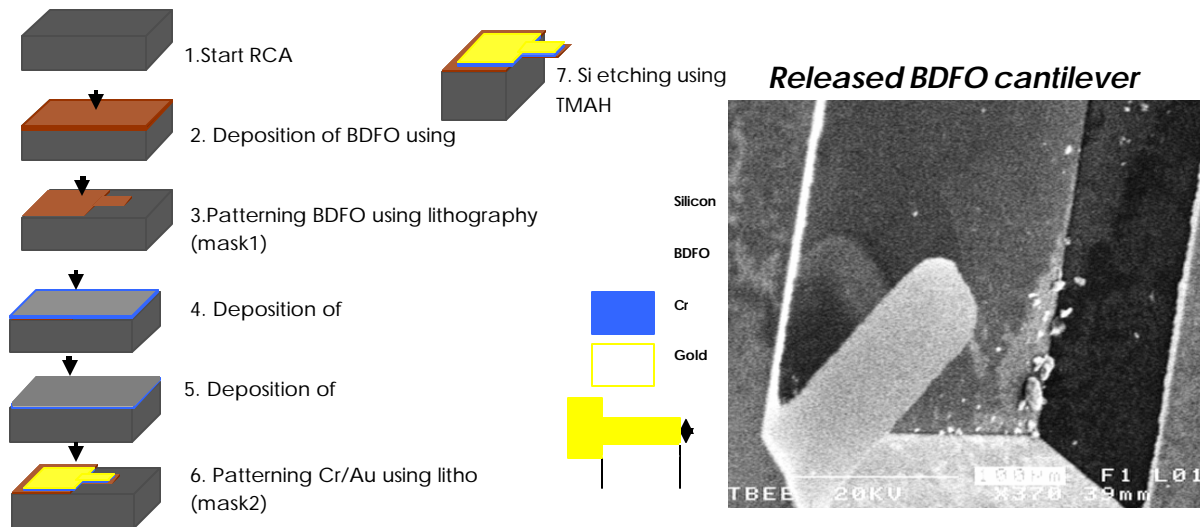 1.Start RCA
2. Deposition of BDFO using
3.Patterning BDFO using lithography
(mask1)
4. Deposition of
5. Deposition of
6. Patterning Cr/Au using litho
(mask2)
7. Si etching using
TMAH
Silicon
BDFO
Cr
Gold
Released BDFO cantilever
100µm F1 L01
TBEE 20KV X370 39mm